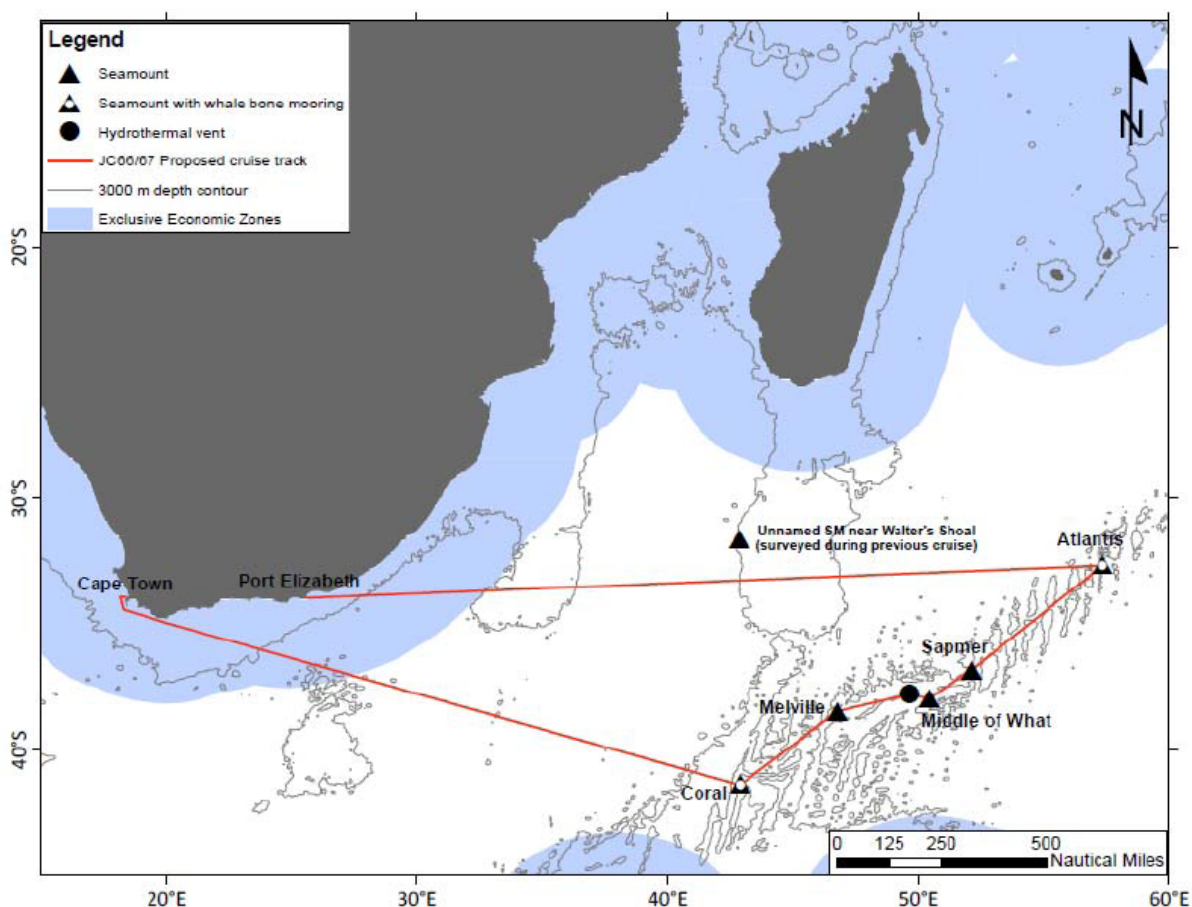 Legend
Seamount
Seamount with whale bone mooring
Hydrothermal vent
JC66/67 Proposed cruise track
3000 m depth contour
Exclusive Economic Zones
N
20°S
30°S
40°S
Unnamed SM near Walter's Shoal
(surveyed during previous cruise)
Atlantis
Cape Town
Port Elizabeth
Sapmer
Melville
Middle of What
Coral
0 125 250 500
Nautical Miles
20°E 30°E 40°E 50°E 60°E